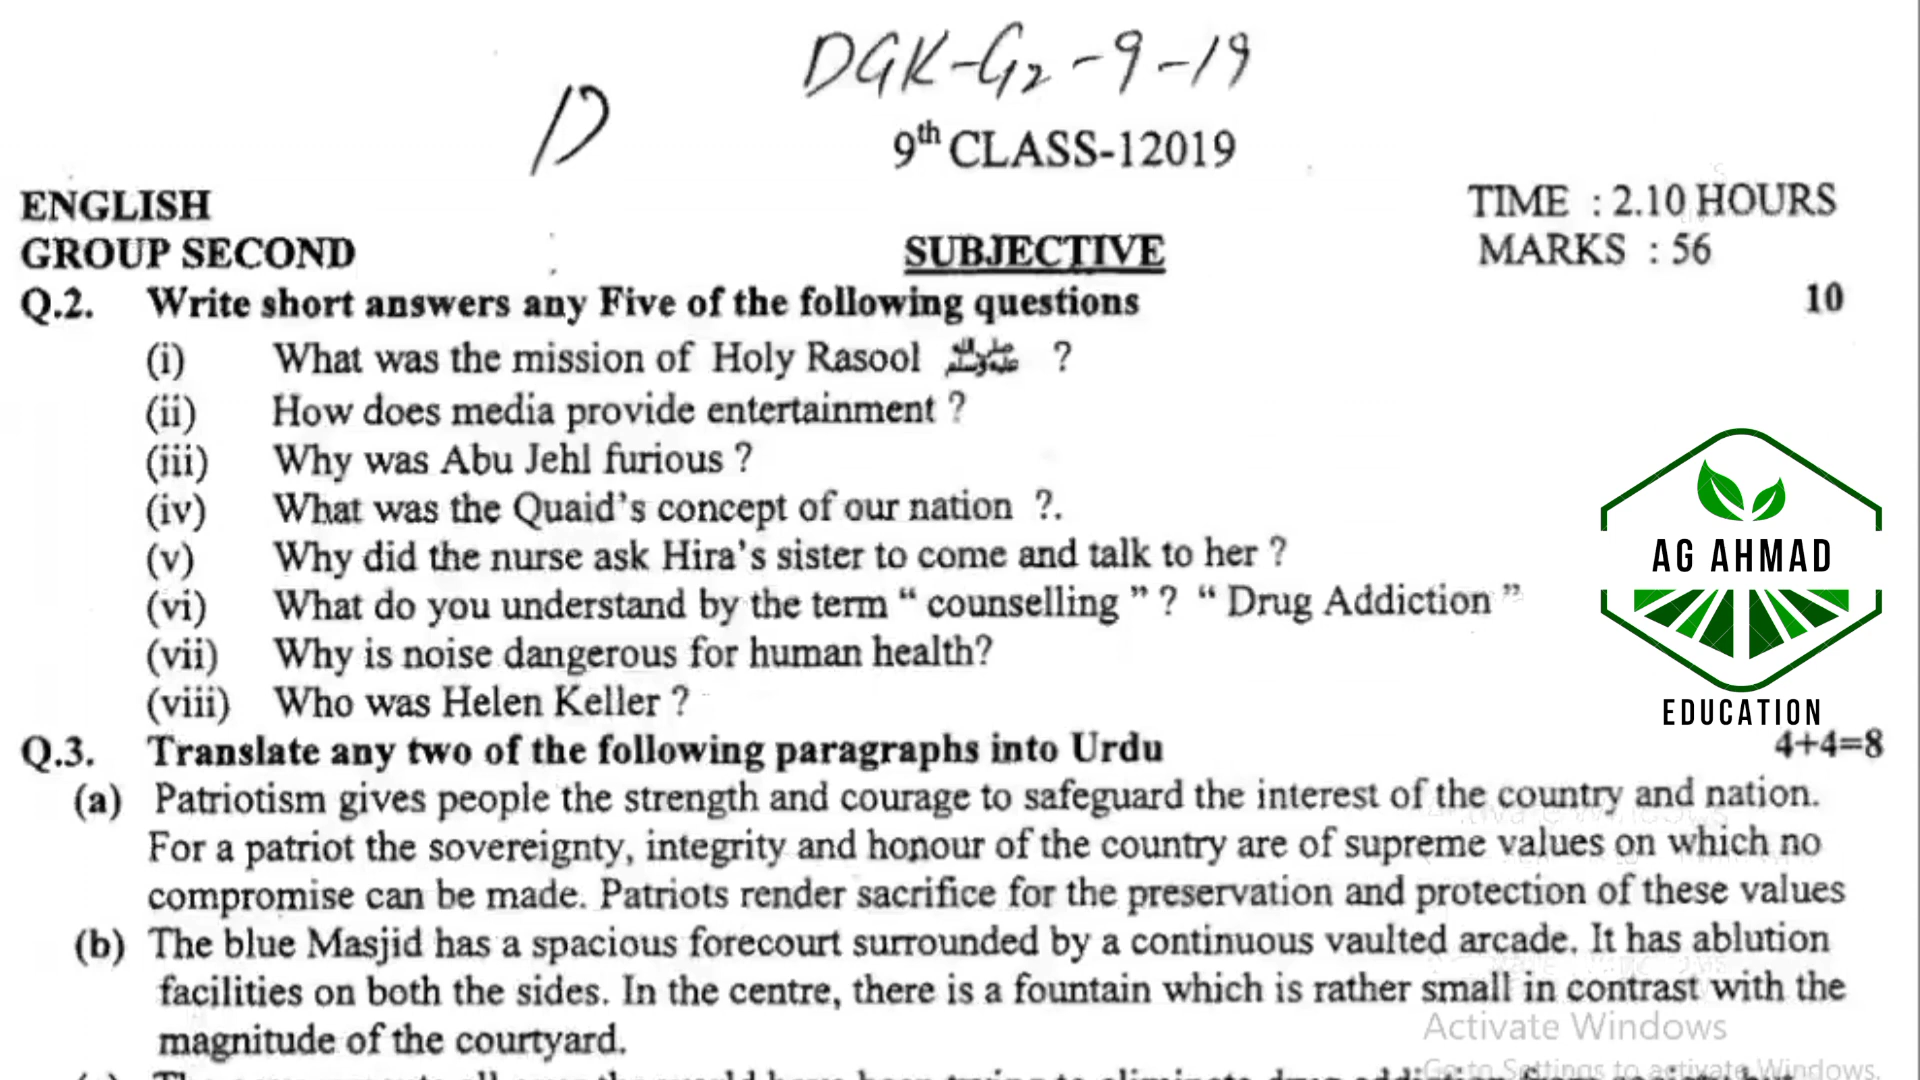 DGK-G2-9-19
D
9th CLASS-12019
ENGLISH
TIME : 2.10 HOURS
GROUP SECOND
SUBJECTIVE
MARKS : 56
Q.2. Write short answers any Five of the following questions 10
(i) What was the mission of Holy Rasool ?
(ii) How does media provide entertainment ?
(iii) Why was Abu Jehl furious ?
(iv) What was the Quaid's concept of our nation ?.
(v) Why did the nurse ask Hira's sister to come and talk to her ?
(vi) What do you understand by the term “ counselling ” ? “ Drug Addiction ”
(vii) Why is noise dangerous for human health?
(viii) Who was Helen Keller ?
AG AHMAD
EDUCATION
Q.3. Translate any two of the following paragraphs into Urdu 4+4=8
(a) Patriotism gives people the strength and courage to safeguard the interest of the country and nation.
For a patriot the sovereignty, integrity and honour of the country are of supreme values on which no
compromise can be made. Patriots render sacrifice for the preservation and protection of these values
(b) The blue Masjid has a spacious forecourt surrounded by a continuous vaulted arcade. It has ablution
facilities on both the sides. In the centre, there is a fountain which is rather small in contrast with the
magnitude of the courtyard.
Activate Windows
Go to Settings to activate Windows.